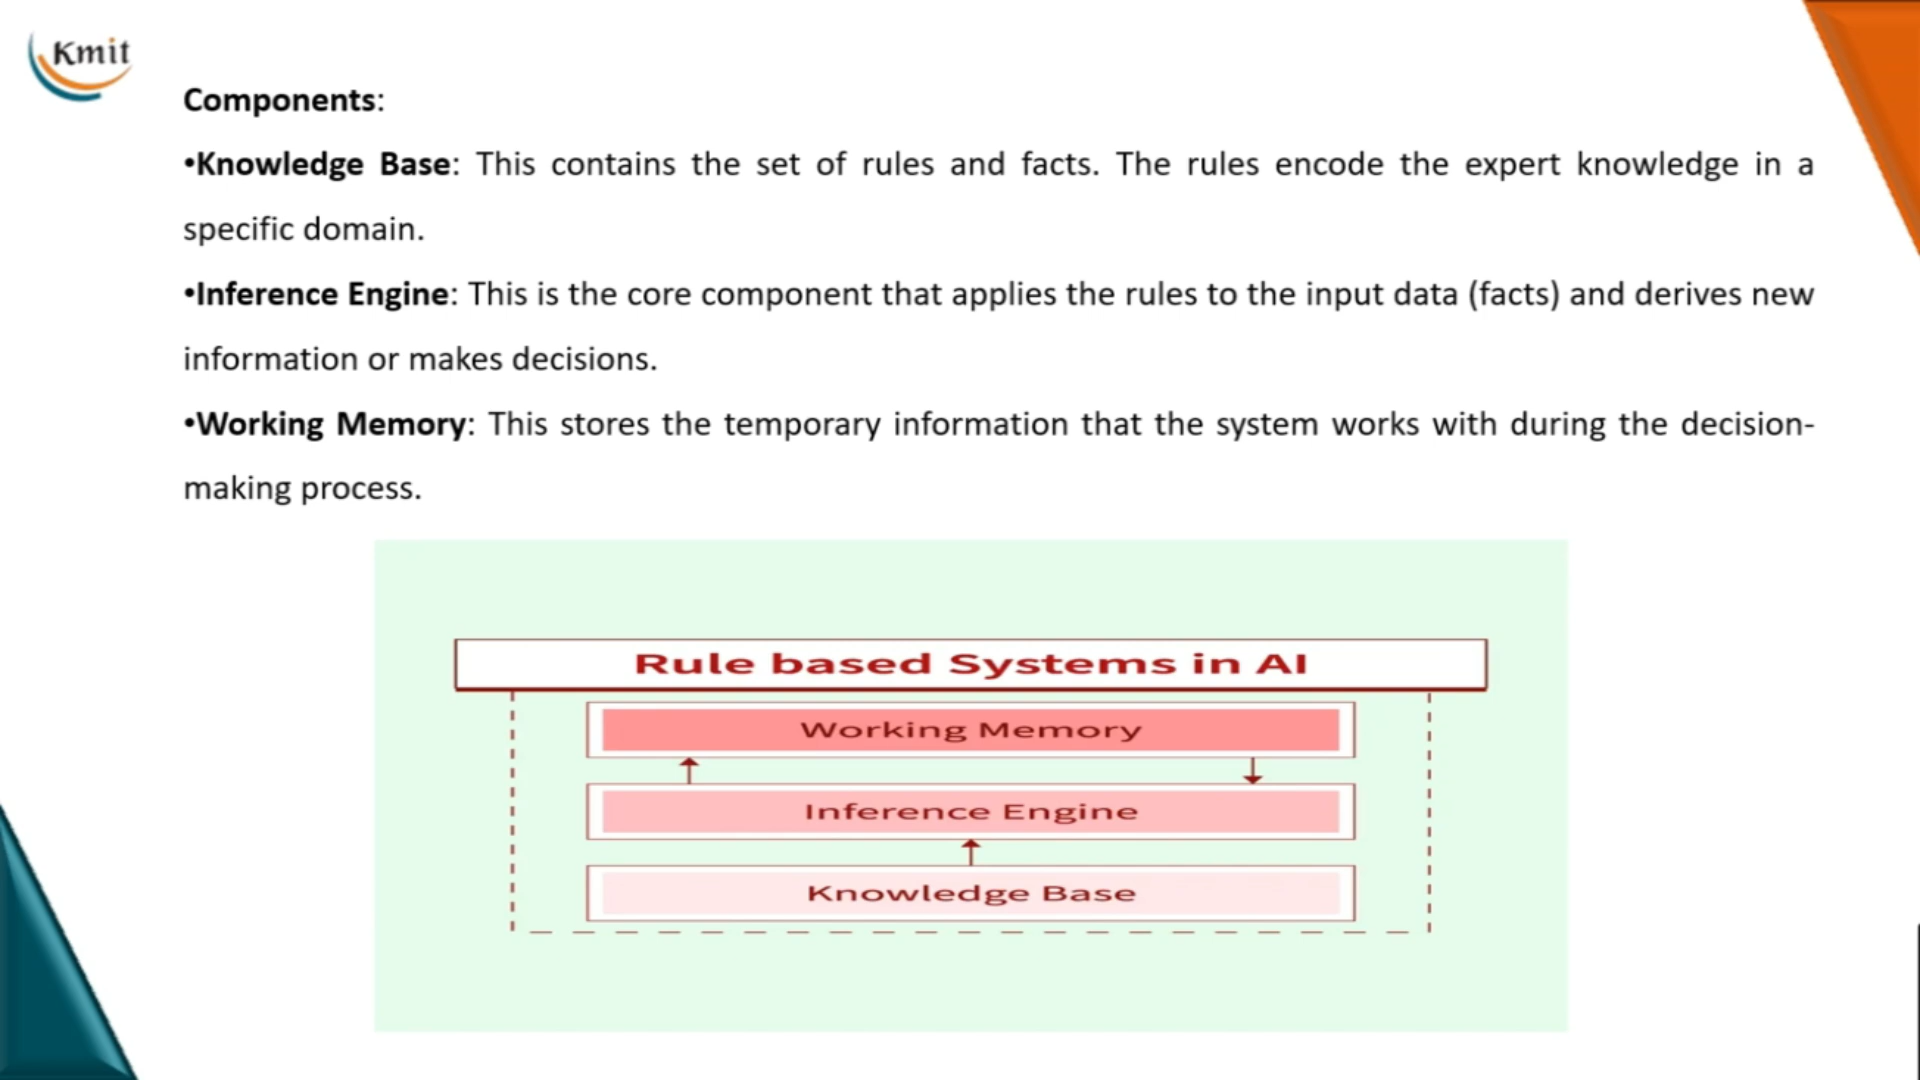 Kmit
Components:
•Knowledge Base: This contains the set of rules and facts. The rules encode the expert knowledge in a
specific domain.
•Inference Engine: This is the core component that applies the rules to the input data (facts) and derives new
information or makes decisions.
•Working Memory: This stores the temporary information that the system works with during the decision-
making process.
Rule based Systems in AI
Working Memory
Inference Engine
Knowledge Base